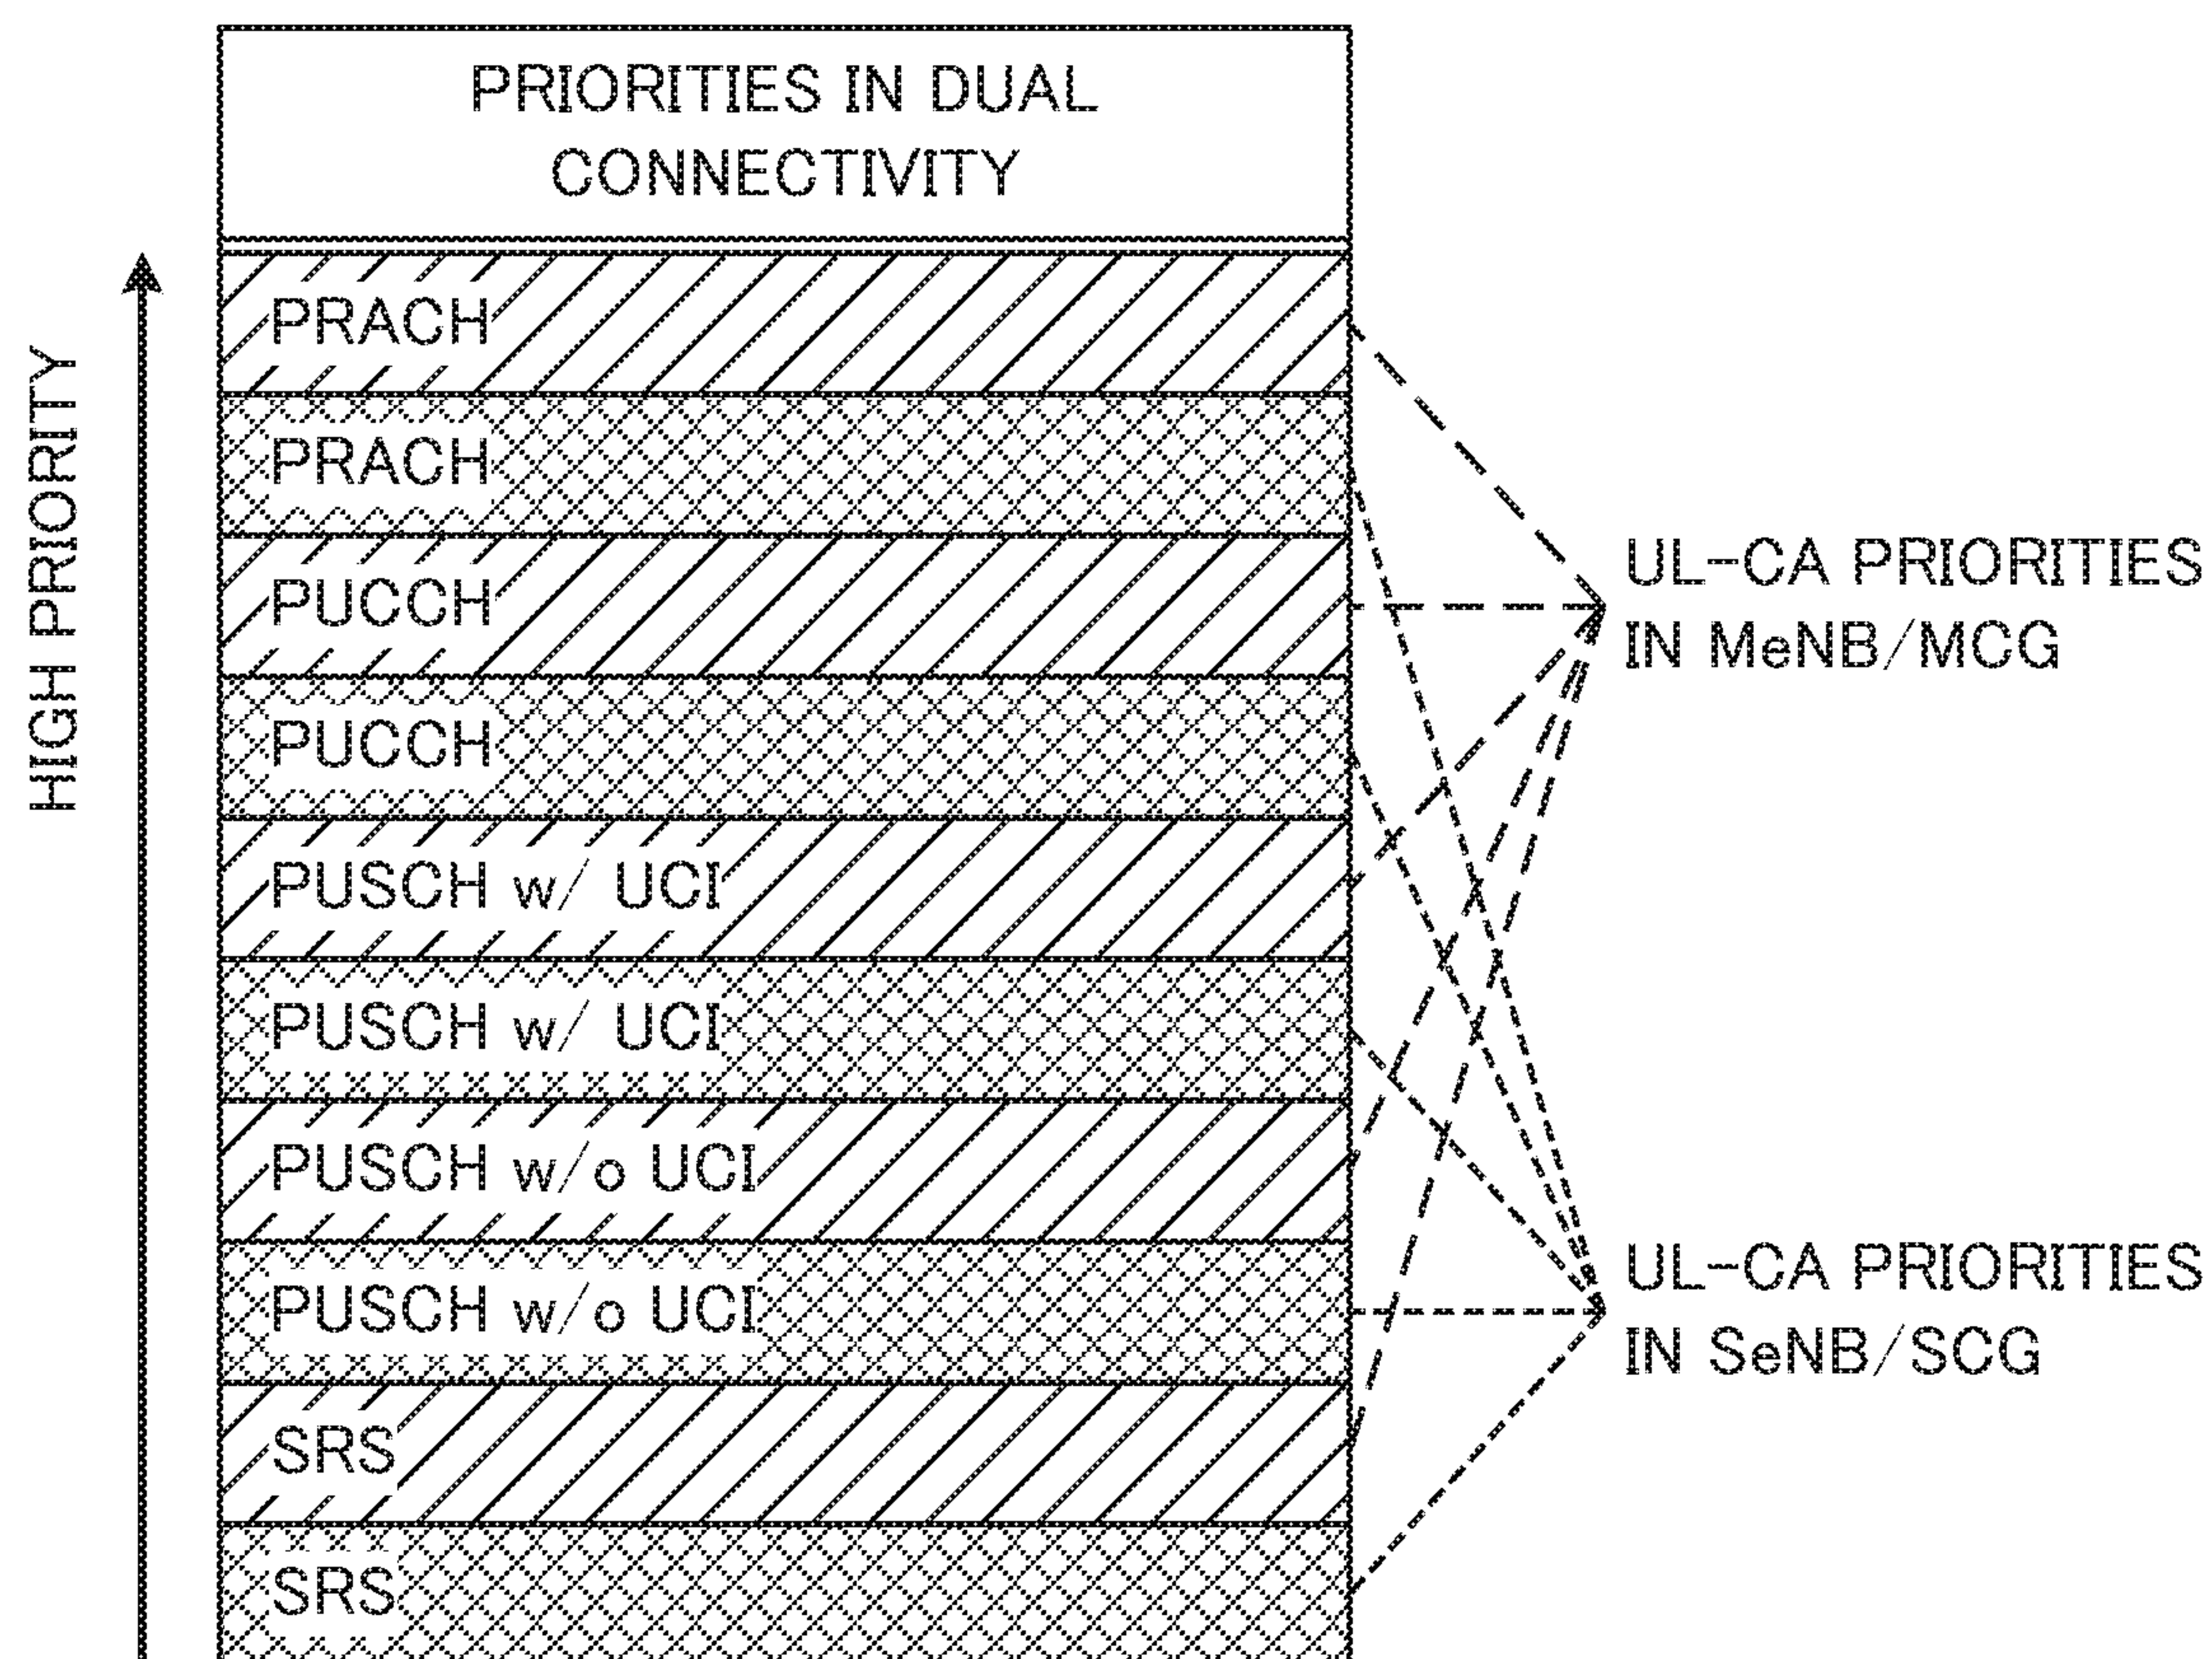 PRIORITIES IN DUAL
CONNECTIVITY
HIGH PRIORITY
PRACH
PRACH
PUCCH
PUCCH
PUSCH w/ UCI
PUSCH w/ UCI
PUSCH w/o UCI
PUSCH w/o UCI
SRS
SRS
UL-CA PRIORITIES
IN MeNB/MCG
UL-CA PRIORITIES
IN SeNB/SCG